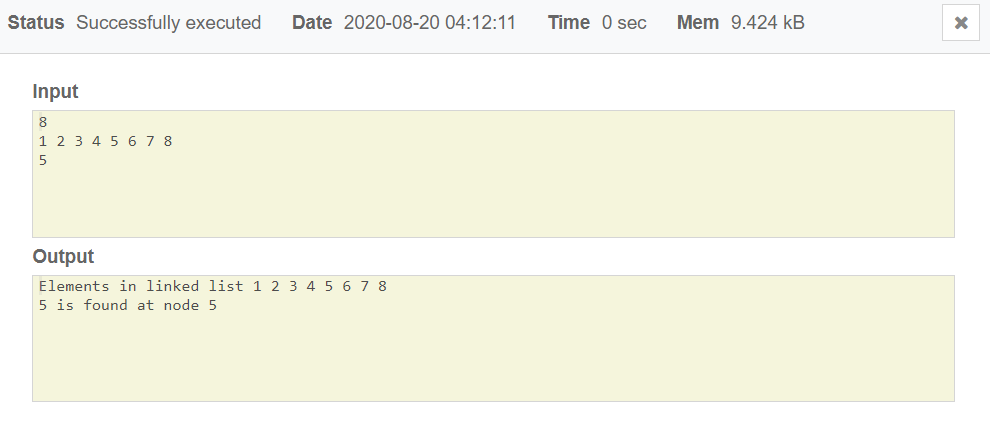 Status Successfully executed Date 2020-08-20 04:12:11 Time 0 sec Mem 9.424 kB
Input
8
1 2 3 4 5 6 7 8
5
Output
Elements in linked list 1 2 3 4 5 6 7 8
5 is found at node 5